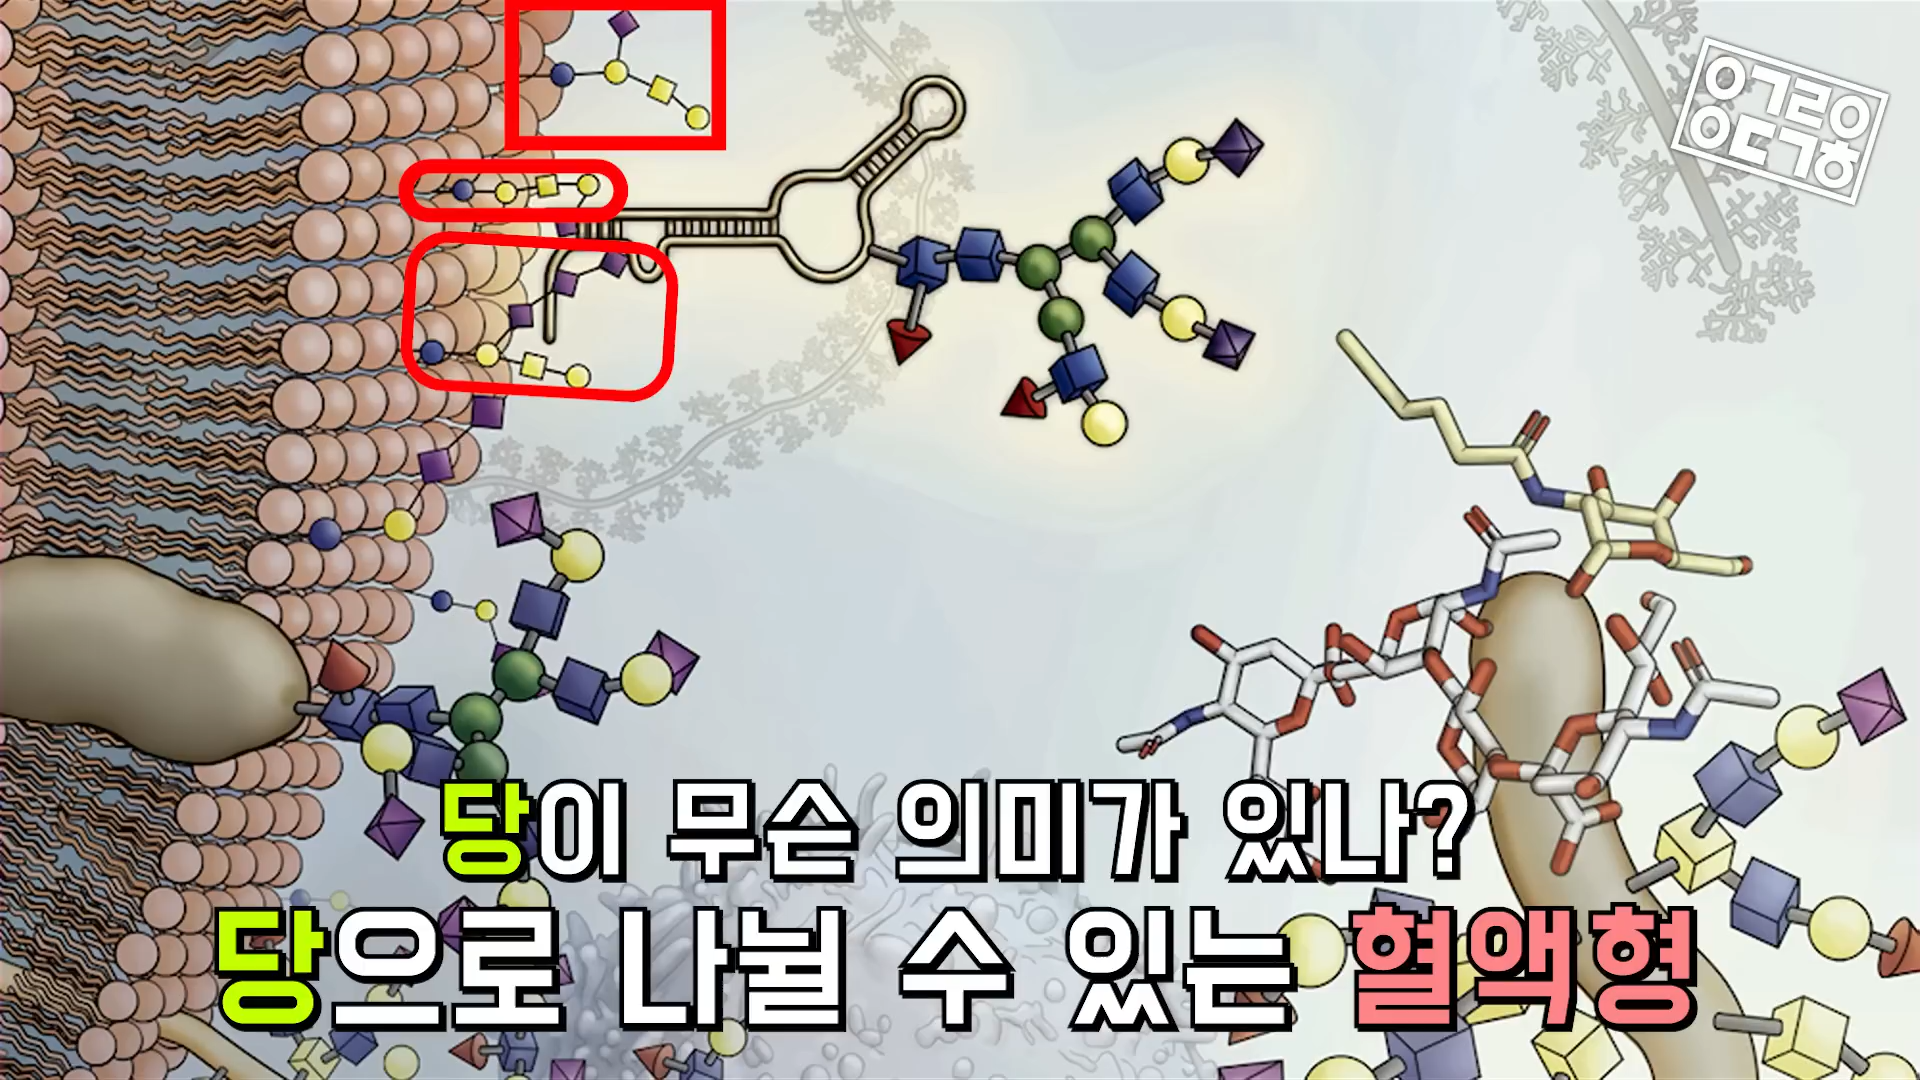 당이 무슨 의미가 있나?
당으로 나뉠 수 있는 혈액형